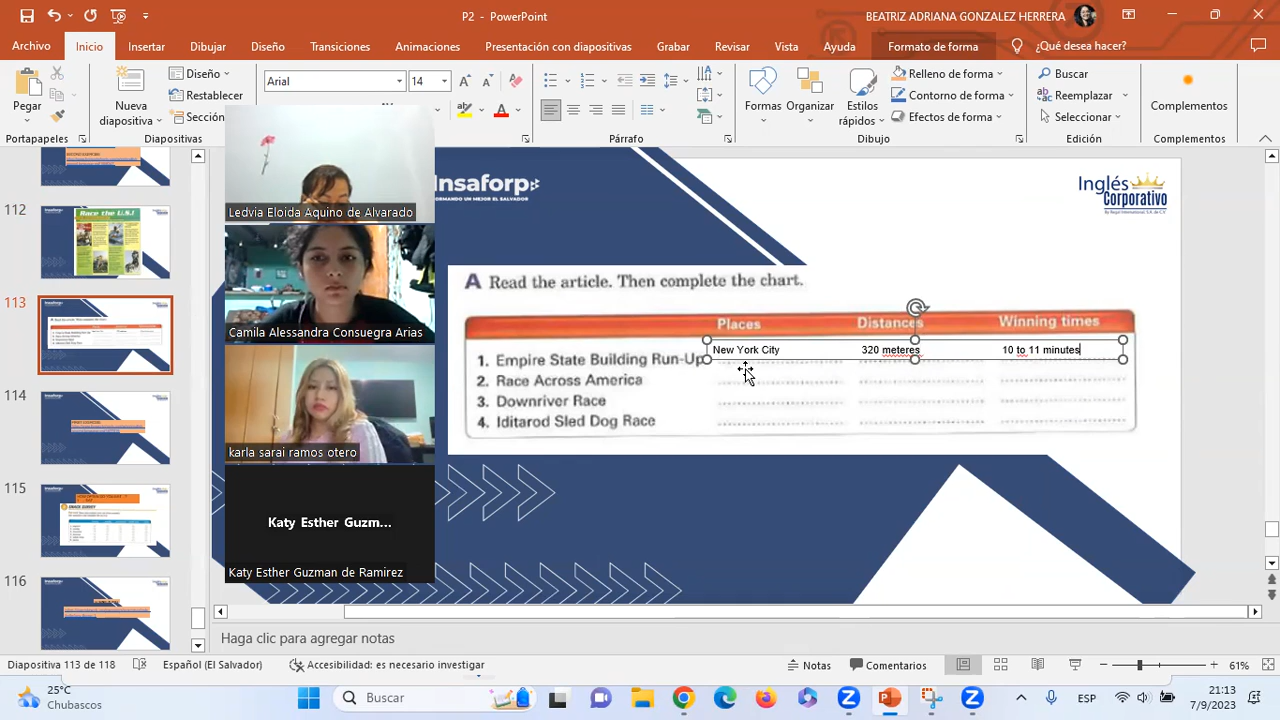 P2 - PowerPoint
BEATRIZ ADRIANA GONZALEZ HERRERA
Archivo Inicio Insertar Dibujar Diseño Transiciones Animaciones Presentación con diapositivas Grabar Revisar Vista Ayuda Formato de forma ¿Qué desea hacer?
Pegar
Portapapeles
Nueva diapositiva
Diseño
Restablecer
Sección
Diapositivas
Arial 14
Párrafo
Formas
Organizar
Estilos rápidos
Relleno de forma
Contorno de forma
Efectos de forma
Dibujo
Buscar
Reemplazar
Seleccionar
Edición
Complementos
Complementos
112
Race the U.S!
113
114
115
116
Ledvia Eloida Aquino de Alvarado
Camila Alessandra Consuegra Arias
karla sarai ramos otero
Katy Esther Guzm...
Katy Esther Guzman de Ramirez
Insaforp
FORMANDO UN MEJOR EL SALVADOR
Inglés
Corporativo
A Read the article. Then complete the chart.
Places Distances Winning times
1. Empire State Building Run-Up New York City 320 meteres 10 to 11 minutes
2. Race Across America
3. Downriver Race
4. Iditarod Sled Dog Race
Haga clic para agregar notas
Diapositiva 113 de 118 Español (El Salvador) Accesibilidad: es necesario investigar Notas Comentarios 61%
25°C
Chubascos
Buscar
ESP
21:13
7/9/2023